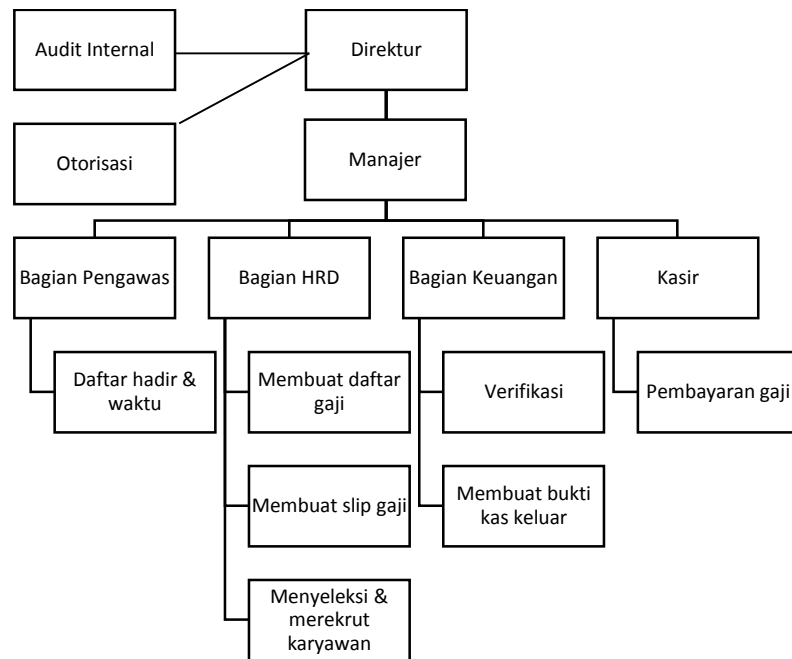 Audit Internal
Direktur
Otorisasi
Manajer
Bagian Pengawas
Bagian HRD
Bagian Keuangan
Kasir
Daftar hadir &
waktu
Membuat daftar
gaji
Verifikasi
Pembayaran gaji
Membuat slip gaji
Membuat bukti
kas keluar
Menyeleksi &
merekrut
karyawan